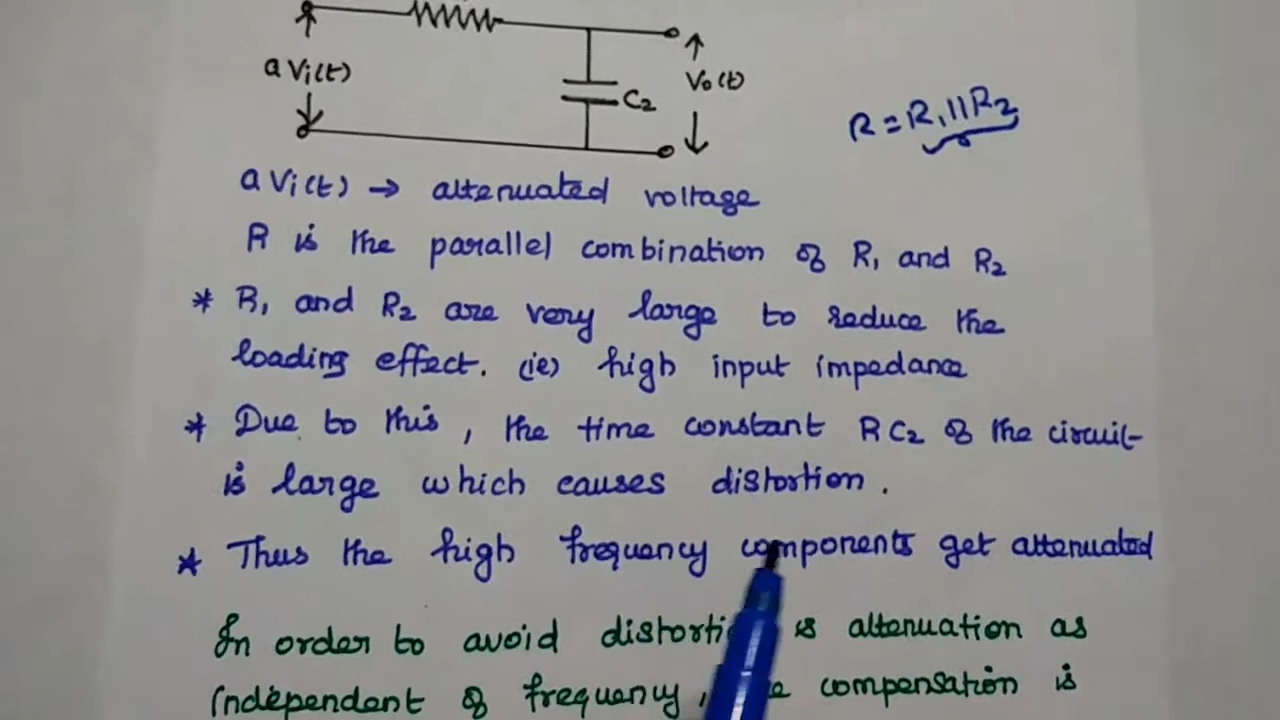 a Vi(t)
C2
Vo(t)
R = R1 || R2
a Vi(t) → attenuated voltage
R is the parallel combination of R1 and R2
* R1 and R2 are very large to reduce the
loading effect. (ie) high input impedance
* Due to this, the time constant RC2 of the circuit
is large which causes distortion.
* Thus the high frequency components get attenuated
In order to avoid is attenuation as
independent of frequency, compensation is